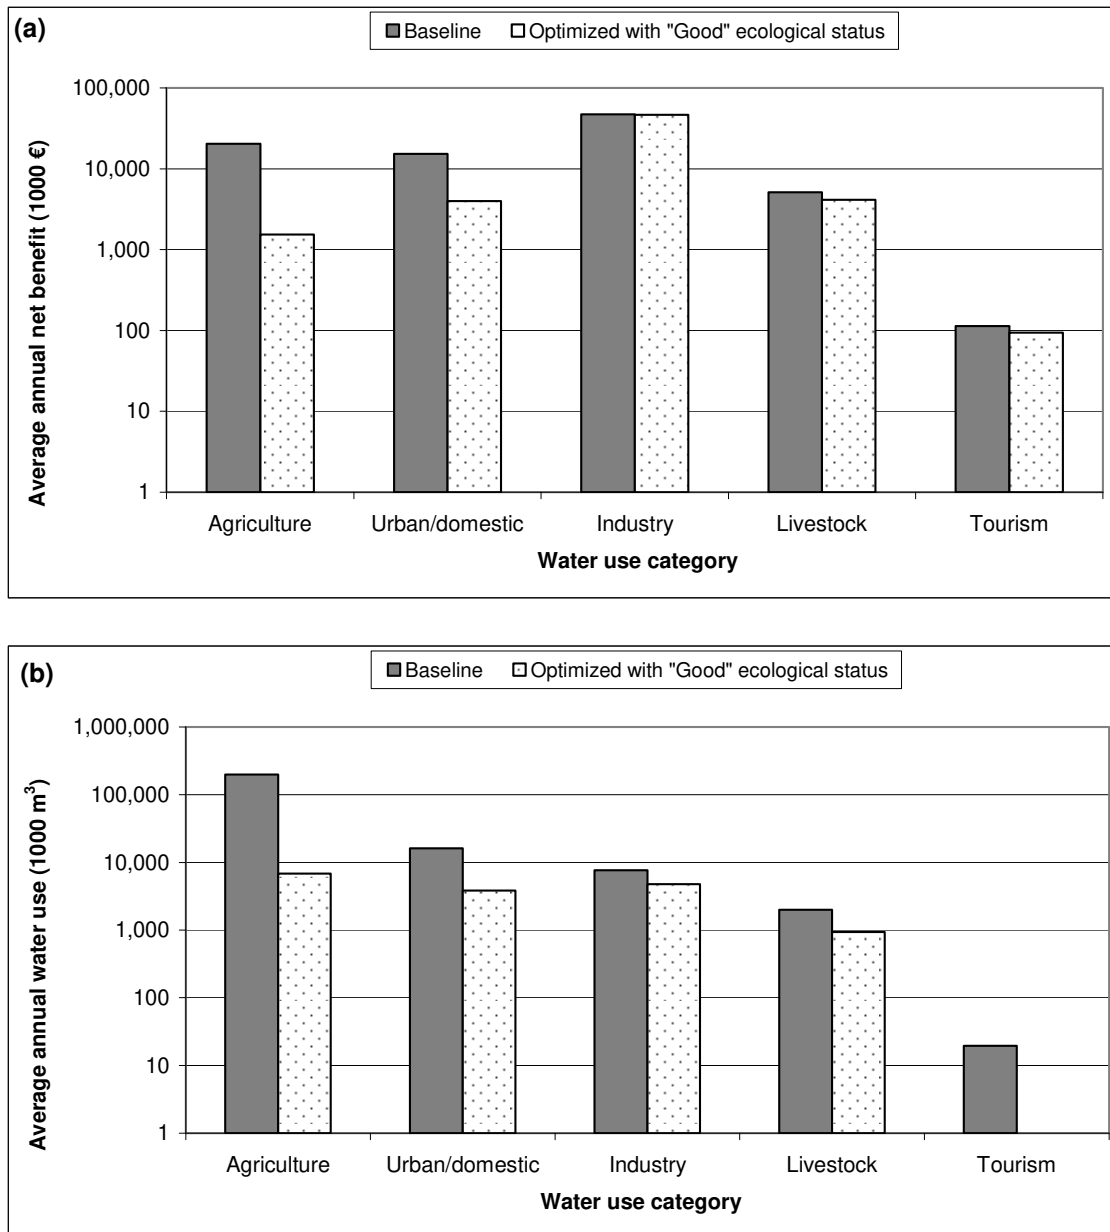 (a)
Baseline Optimized with "Good" ecological status
100,000
10,000
1,000
100
10
1
Average annual net benefit (1000 €)
Agriculture Urban/domestic Industry Livestock Tourism
Water use category
(b)
Baseline Optimized with "Good" ecological status
1,000,000
100,000
10,000
1,000
100
10
1
Average annual water use (1000 m³)
Agriculture Urban/domestic Industry Livestock Tourism
Water use category